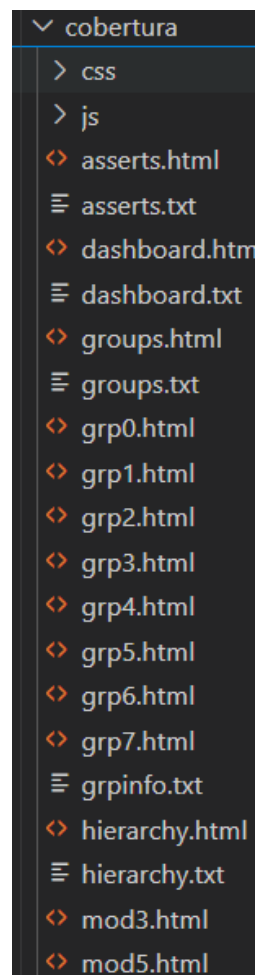 cobertura
css
js
asserts.html
asserts.txt
dashboard.htm
dashboard.txt
groups.html
groups.txt
grp0.html
grp1.html
grp2.html
grp3.html
grp4.html
grp5.html
grp6.html
grp7.html
grpinfo.txt
hierarchy.html
hierarchy.txt
mod3.html
mod5.html